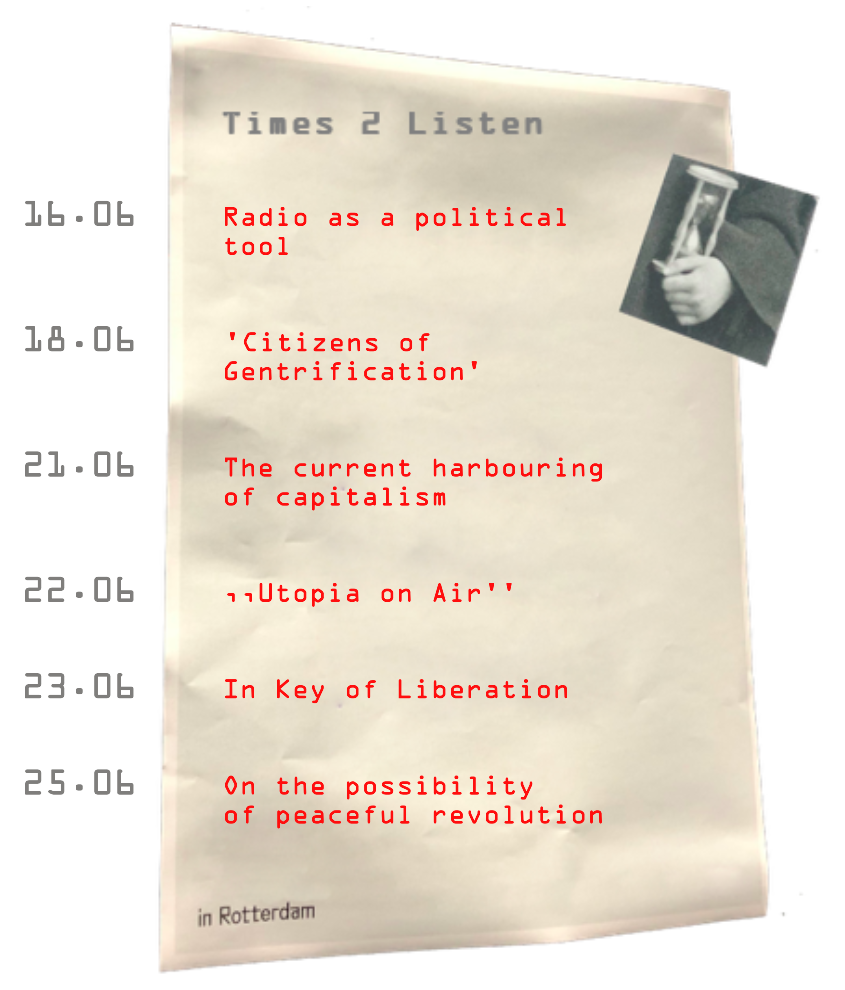 Times 2 Listen
16.06
Radio as a political
tool
18.06
'Citizens of
Gentrification'
21.06
The current harbouring
of capitalism
22.06
,,Utopia on Air''
23.06
In Key of Liberation
25.06
On the possibility
of peaceful revolution
in Rotterdam